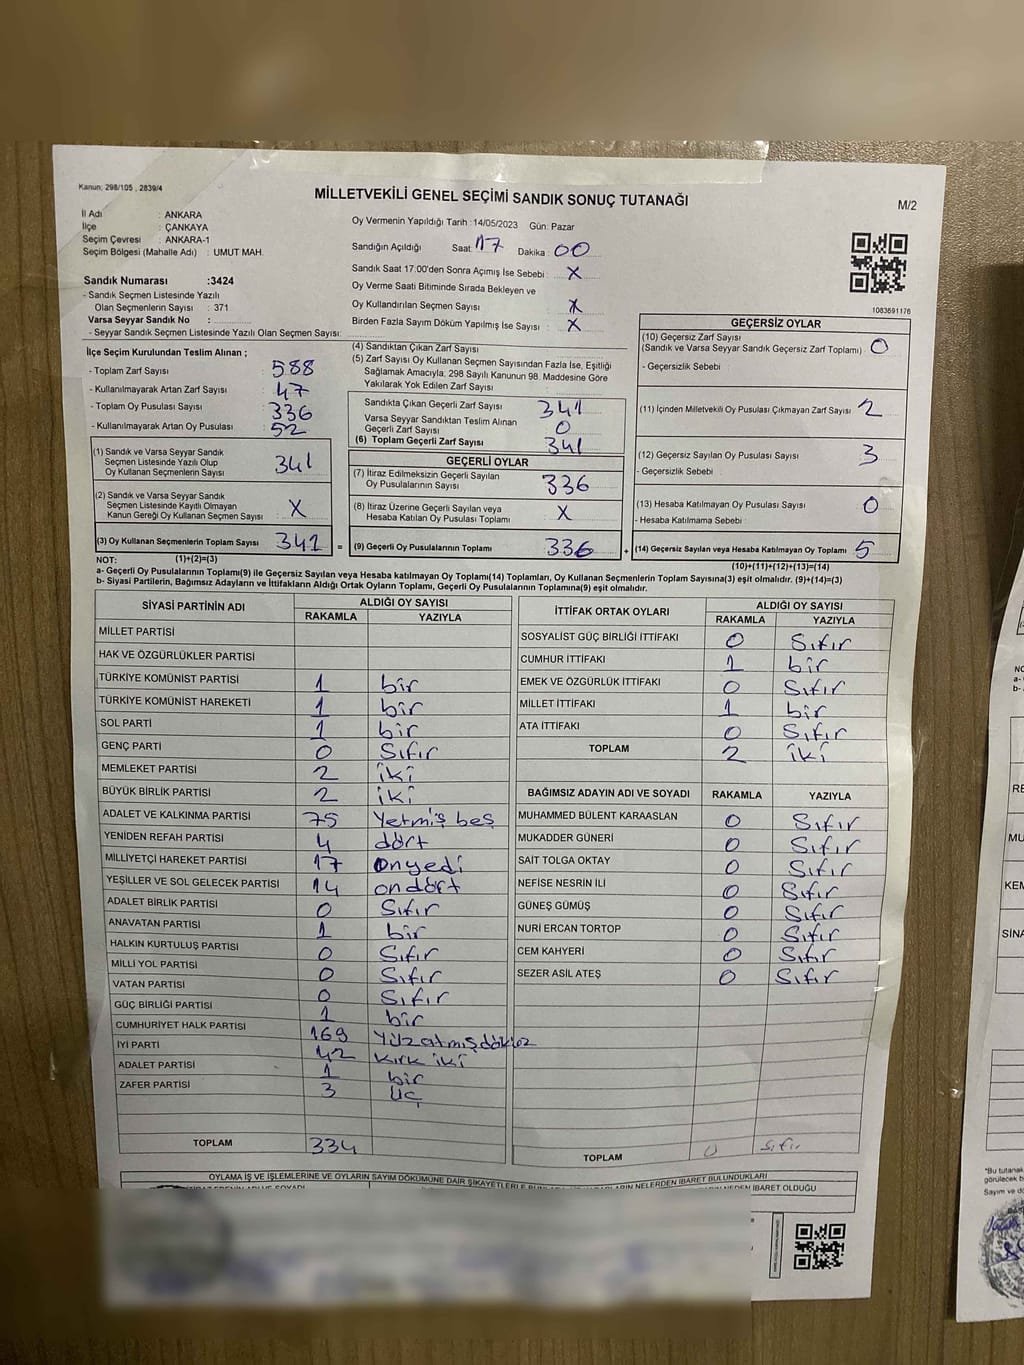 Kanun; 298/105 , 2839/4
MİLLETVEKİLİ GENEL SEÇİMİ SANDIK SONUÇ TUTANAĞI
M/2
İl Adı : ANKARA
İlçe : ÇANKAYA
Seçim Çevresi : ANKARA-1
Seçim Bölgesi (Mahalle Adı) : UMUT MAH.
Sandık Numarası :3424
- Sandık Seçmen Listesinde Yazılı
Olan Seçmenlerin Sayısı : 371
Varsa Seyyar Sandık No :
- Seyyar Sandık Seçmen Listesinde Yazılı Olan Seçmen Sayısı:
Oy Vermenin Yapıldığı Tarih : 14/05/2023 Gün: Pazar
Sandığın Açıldığı Saat: 17 Dakika : 00
Sandık Saat 17:00'den Sonra Açılmış İse Sebebi : X
Oy Verme Saati Bitiminde Sırada Bekleyen ve
Oy Kullandırılan Seçmen Sayısı : X
Birden Fazla Sayım Döküm Yapılmış İse Sayısı : X
1083691176
İlçe Seçim Kurulundan Teslim Alınan ;
- Toplam Zarf Sayısı : 588
- Kullanılmayarak Artan Zarf Sayısı : 47
- Toplam Oy Pusulası Sayısı : 336
- Kullanılmayarak Artan Oy Pusulası : 52
(1) Sandık ve Varsa Seyyar Sandık
Seçmen Listesinde Yazılı Olup
Oy Kullanan Seçmenlerin Sayısı : 341
(2) Sandık ve Varsa Seyyar Sandık
Seçmen Listesinde Kayıtlı Olmayan
Kanun Gereği Oy Kullanan Seçmen Sayısı : X
(3) Oy Kullanan Seçmenlerin Toplam Sayısı : 341 =
(4) Sandıktan Çıkan Zarf Sayısı
(5) Zarf Sayısı Oy Kullanan Seçmen Sayısından Fazla İse, Eşitliği
Sağlamak Amacıyla, 298 Sayılı Kanunun 98. Maddesine Göre
Yakılarak Yok Edilen Zarf Sayısı :
Sandıkta Çıkan Geçerli Zarf Sayısı : 341
Varsa Seyyar Sandıktan Teslim Alınan
Geçerli Zarf Sayısı : 0
(6) Toplam Geçerli Zarf Sayısı : 341
GEÇERLİ OYLAR
(7) İtiraz Edilmeksizin Geçerli Sayılan
Oy Pusulalarının Sayısı : 336
(8) İtiraz Üzerine Geçerli Sayılan veya
Hesaba Katılan Oy Pusulası Toplamı : X
(9) Geçerli Oy Pusulalarının Toplamı : 336 +
GEÇERSİZ OYLAR
(10) Geçersiz Zarf Sayısı
(Sandık ve Varsa Seyyar Sandık Geçersiz Zarf Toplamı) : 0
- Geçersizlik Sebebi :
(11) İçinden Milletvekili Oy Pusulası Çıkmayan Zarf Sayısı : 2
(12) Geçersiz Sayılan Oy Pusulası Sayısı : 3
- Geçersizlik Sebebi :
(13) Hesaba Katılmayan Oy Pusulası Sayısı : 0
- Hesaba Katılmama Sebebi :
(14) Geçersiz Sayılan veya Hesaba Katılmayan Oy Toplamı : 5
NOT: (1)+(2)=(3)
(10)+(11)+(12)+(13)=(14)
a- Geçerli Oy Pusulalarının Toplamı(9) ile Geçersiz Sayılan veya Hesaba katılmayan Oy Toplamı(14) Toplamları, Oy Kullanan Seçmenlerin Toplam Sayısına(3) eşit olmalıdır. (9)+(14)=(3)
b- Siyasi Partilerin, Bağımsız Adayların ve İttifakların Aldığı Ortak Oyların Toplamı, Geçerli Oy Pusulalarının Toplamına(9) eşit olmalıdır.
SİYASİ PARTİNİN ADI ALDIĞI OY SAYISI
RAKAMLA YAZIYLA
MİLLET PARTİSİ
HAK VE ÖZGÜRLÜKLER PARTİSİ
TÜRKİYE KOMÜNİST PARTİSİ 1 bir
TÜRKİYE KOMÜNİST HAREKETİ 1 bir
SOL PARTİ 1 bir
GENÇ PARTİ 0 Sıfır
MEMLEKET PARTİSİ 2 iki
BÜYÜK BİRLİK PARTİSİ 2 iki
ADALET VE KALKINMA PARTİSİ 75 Yetmiş beş
YENİDEN REFAH PARTİSİ 4 dört
MİLLİYETÇİ HAREKET PARTİSİ 17 onyedi
YEŞİLLER VE SOL GELECEK PARTİSİ 14 ondört
ADALET BİRLİK PARTİSİ 0 Sıfır
ANAVATAN PARTİSİ 1 bir
HALKIN KURTULUŞ PARTİSİ 0 Sıfır
MİLLİ YOL PARTİSİ 0 Sıfır
VATAN PARTİSİ 0 Sıfır
GÜÇ BİRLİĞİ PARTİSİ 1 bir
CUMHURİYET HALK PARTİSİ 169
İYİ PARTİ 42 kırk iki
ADALET PARTİSİ 1 bir
ZAFER PARTİSİ 3 üç
TOPLAM 334
İTTİFAK ORTAK OYLARI ALDIĞI OY SAYISI
RAKAMLA YAZIYLA
SOSYALİST GÜÇ BİRLİĞİ İTTİFAKI 0 Sıfır
CUMHUR İTTİFAKI 1 bir
EMEK VE ÖZGÜRLÜK İTTİFAKI 0 Sıfır
MİLLET İTTİFAKI 1 bir
ATA İTTİFAKI 0 Sıfır
TOPLAM 2 iki
BAĞIMSIZ ADAYIN ADI VE SOYADI RAKAMLA YAZIYLA
MUHAMMED BÜLENT KARAASLAN 0 Sıfır
MUKADDER GÜNERİ 0 Sıfır
SAİT TOLGA OKTAY 0 Sıfır
NEFİSE NESRİN İLİ 0 Sıfır
GÜNEŞ GÜMÜŞ 0 Sıfır
NURİ ERCAN TORTOP 0 Sıfır
CEM KAHYERİ 0 Sıfır
SEZER ASİL ATEŞ 0 Sıfır
TOPLAM 0 Sıfır
OYLAMA İŞ VE İŞLEMLERİNE VE OYLARIN SAYIM DÖKÜMÜNE DAİR ŞİKAYETLERLE NELERDEN İBARET BULUNDUKLARI
İBARET OLDUĞU